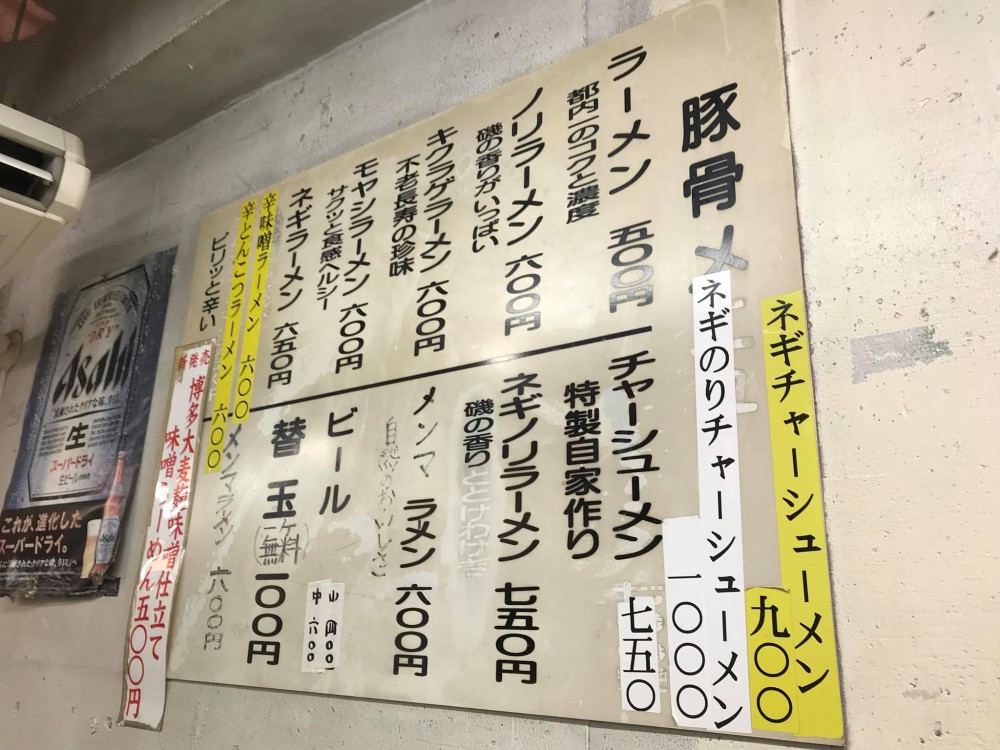 ネギチャーシューメン 九〇〇
ネギのりチャーシューメン 一〇〇〇
豚骨メ
ラーメン 五〇〇円
都内一のコクと濃度
ノリラーメン 六〇〇円
磯の香りがいっぱい
キクラゲラーメン 六〇〇円
不老長寿の珍味
モヤシラーメン 六〇〇円
サクッと食感ヘルシー
ネギラーメン 六五〇円
辛味噌ラーメン 六〇〇
辛とんこつラーメン 六〇〇
ピリッと辛い
チャーシューメン 七五〇
特製自家作り
ネギノリラーメン 七五〇円
磯の香りととけわけぎ
メンマ ラメン 六〇〇円
ビール
小 四〇〇
中 六〇〇
替玉 一〇〇円
無料
メンマラメン 六〇〇円
新発売
博多大麦麹味噌仕立て
味噌らーめん五〇〇円
Asahi
生
スーパードライ
これが、進化した
スーパードライ。